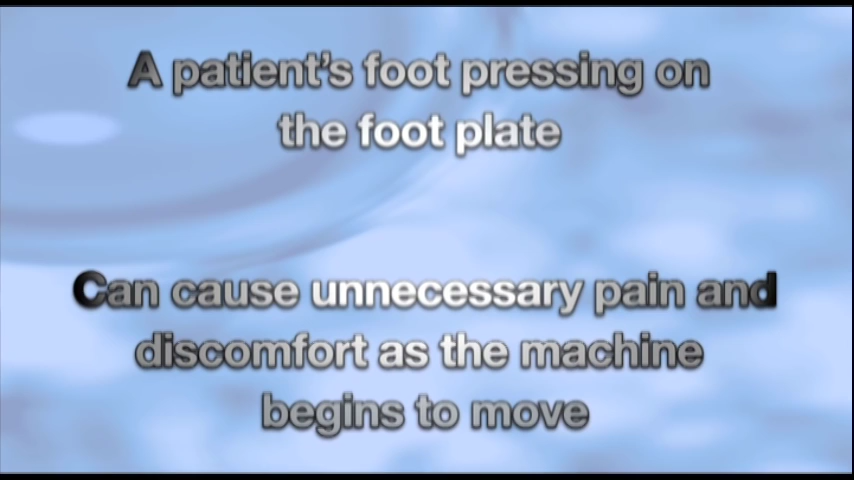 A patient's foot pressing on
the foot plate
Can cause unnecessary pain and
discomfort as the machine
begins to move